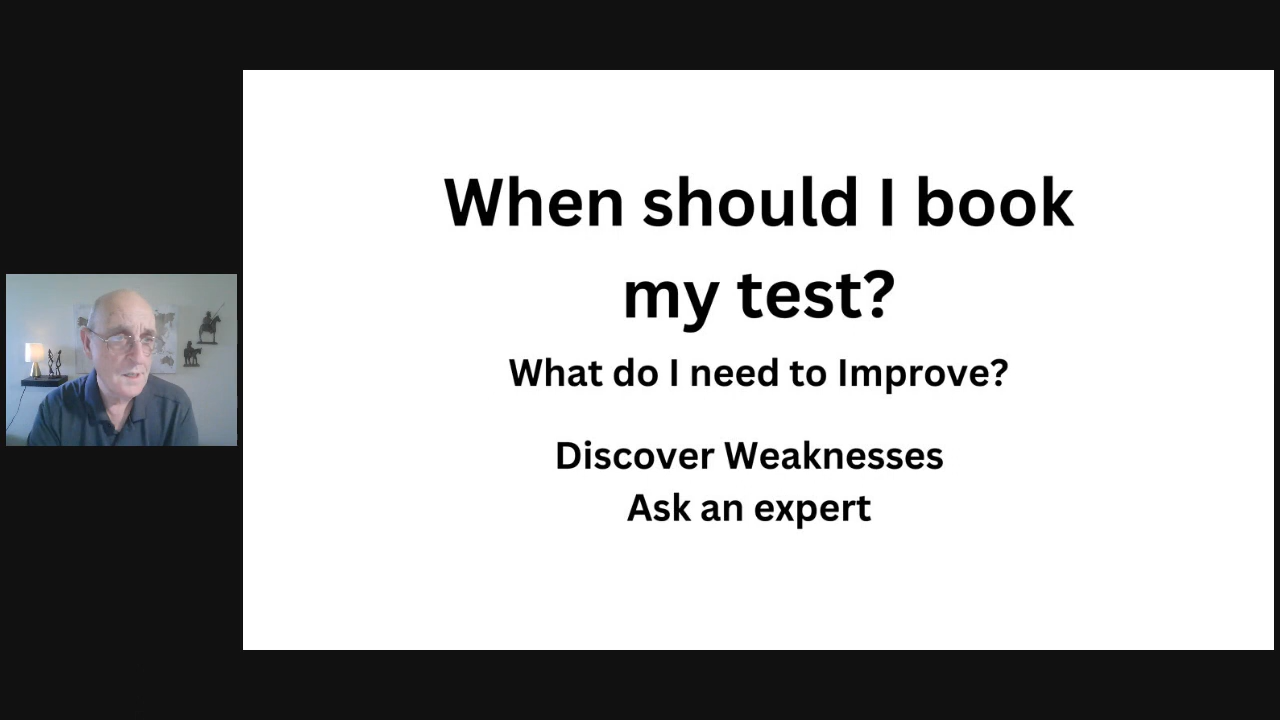 When should I book
my test?
What do I need to Improve?
Discover Weaknesses
Ask an expert